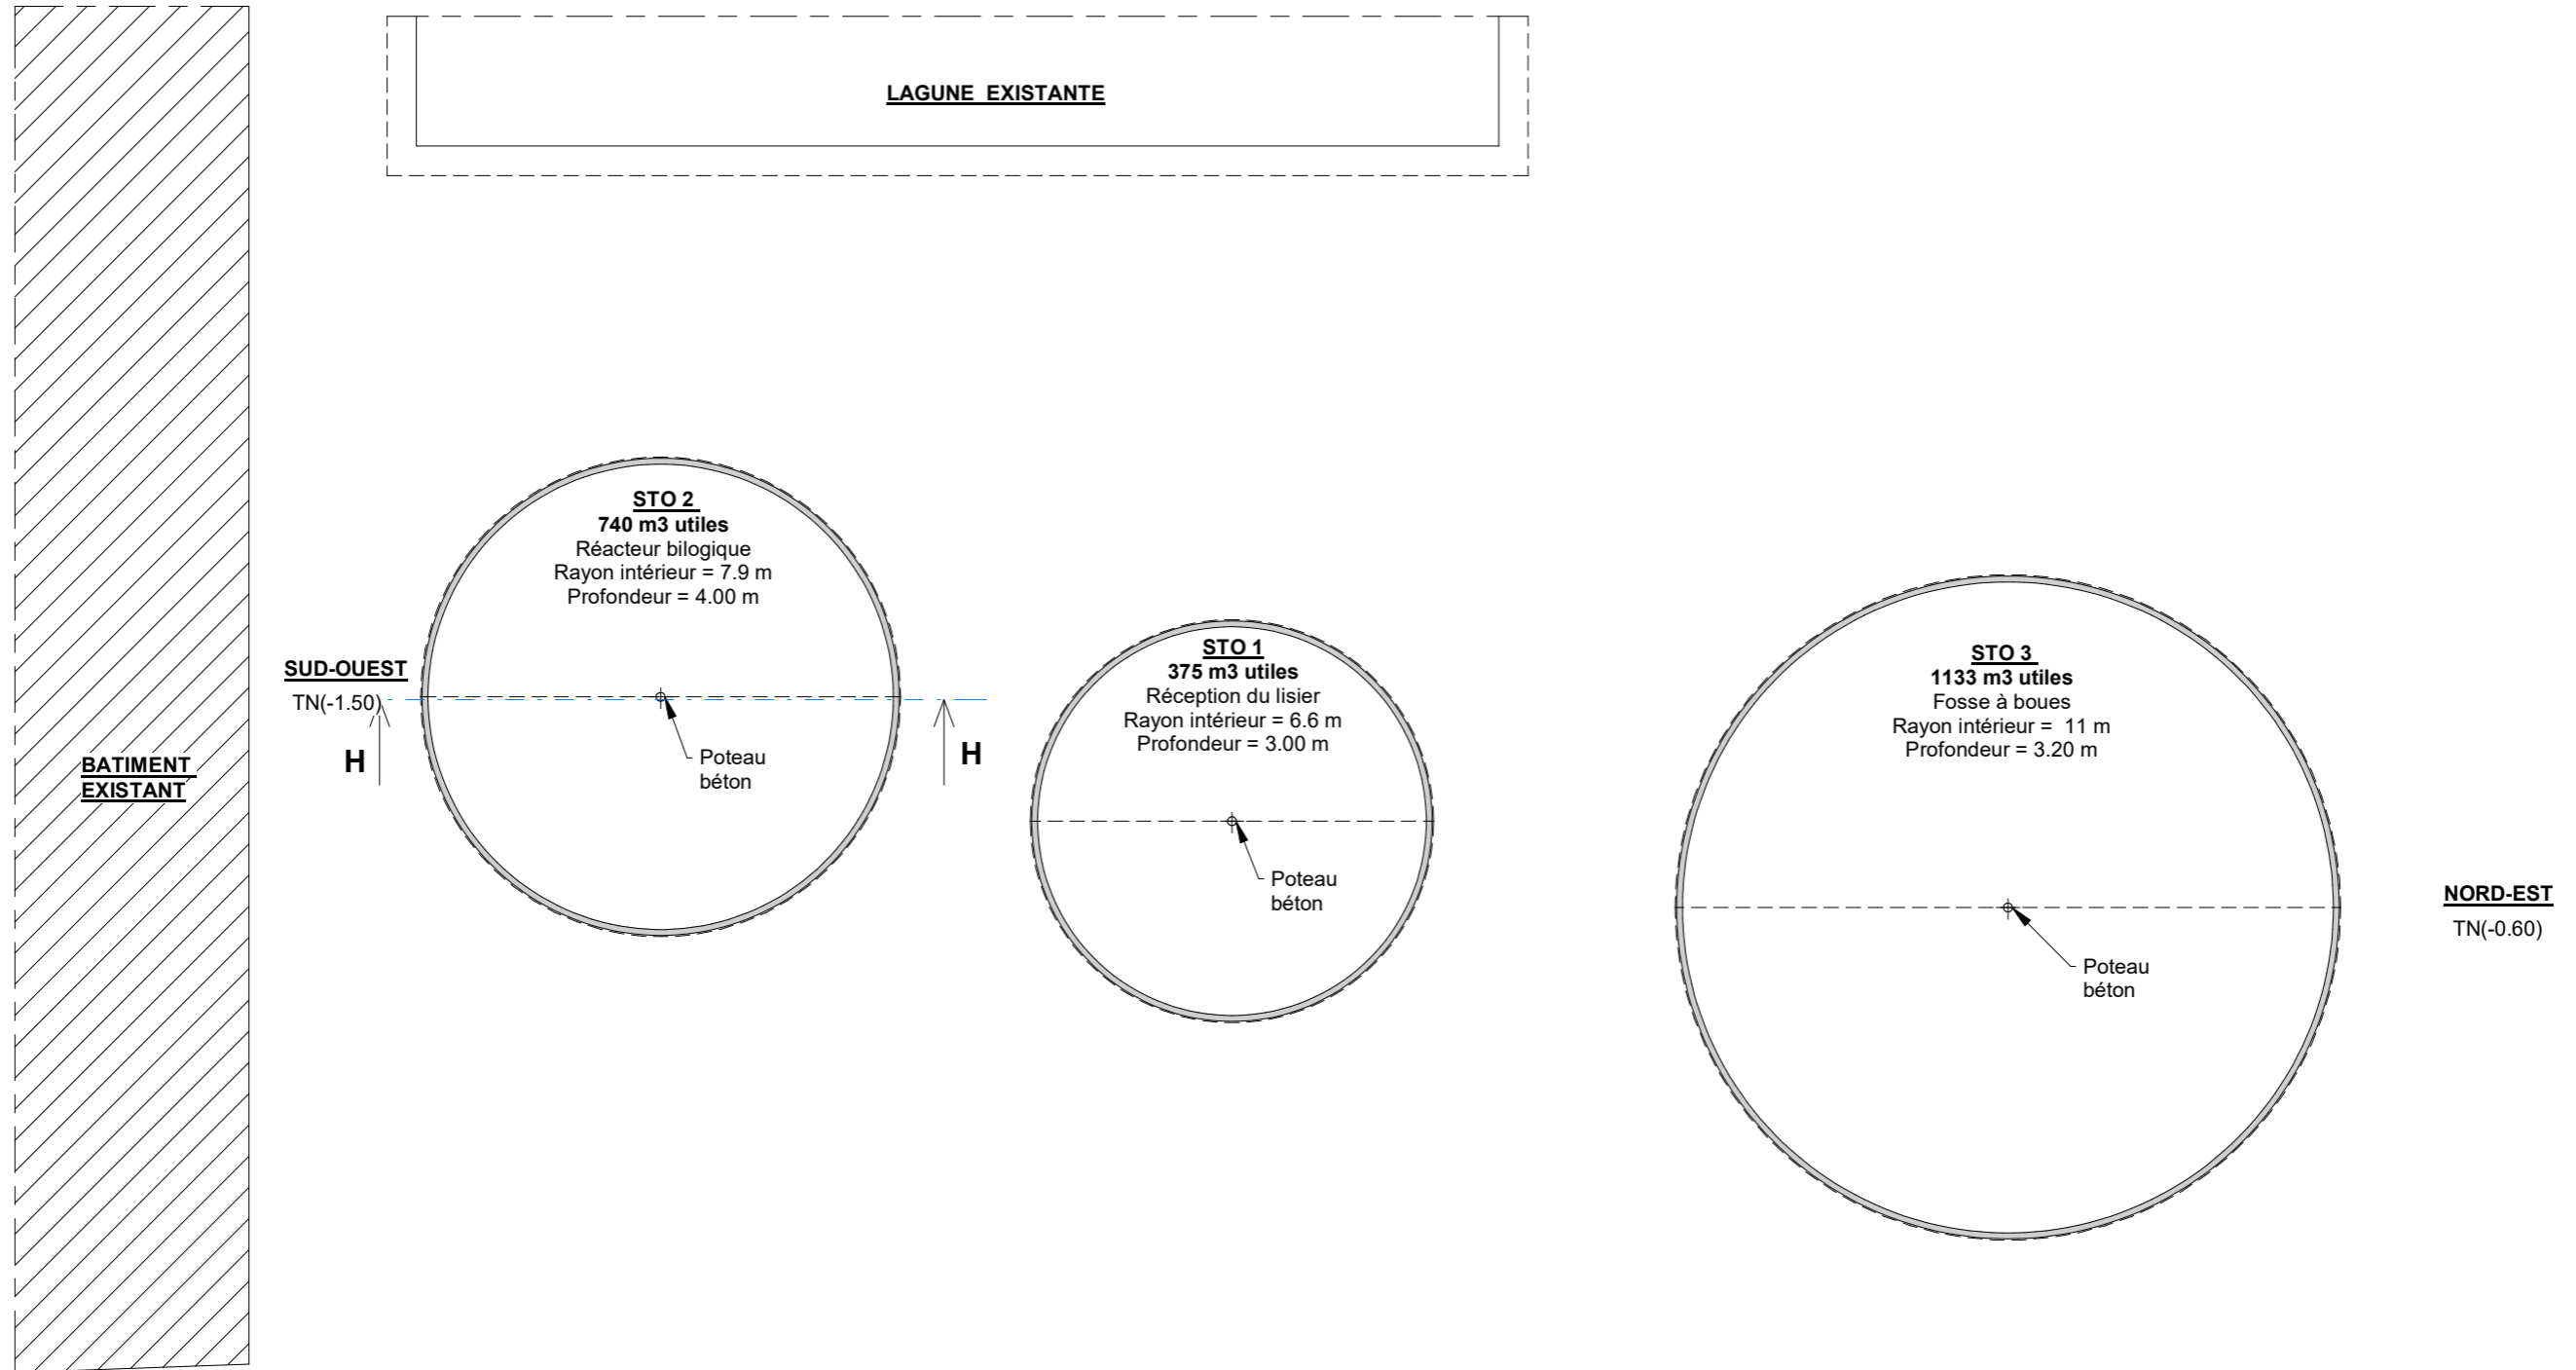 LAGUNE EXISTANTE
STO 2
740 m3 utiles
Réacteur bilogique
Rayon intérieur = 7.9 m
Profondeur = 4.00 m
SUD-OUEST
TN(-1.50)
H
H
Poteau
béton
BATIMENT
EXISTANT
STO 1
375 m3 utiles
Réception du lisier
Rayon intérieur = 6.6 m
Profondeur = 3.00 m
Poteau
béton
STO 3
1133 m3 utiles
Fosse à boues
Rayon intérieur = 11 m
Profondeur = 3.20 m
Poteau
béton
NORD-EST
TN(-0.60)